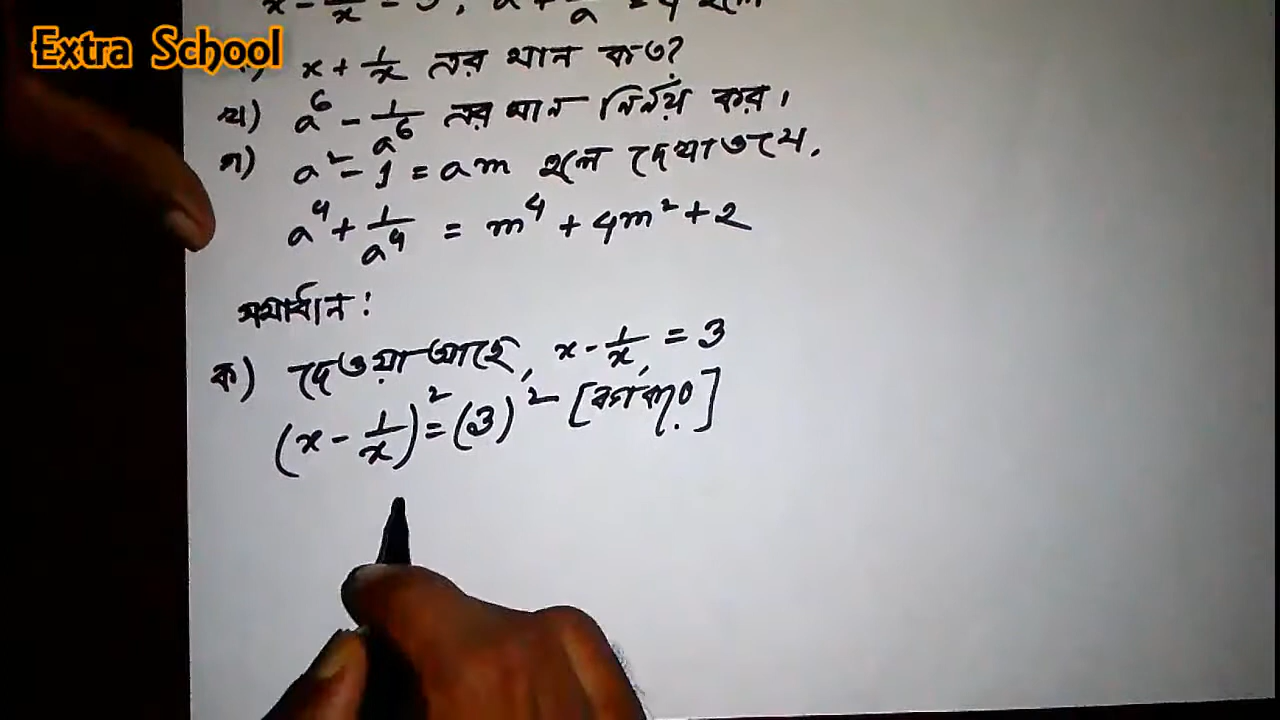 Extra School
x + 1/x এর মান কত?
খ) a⁶ - 1/a⁶ এর মান নির্নয় কর।
গ) a² - 1 = am হলে দেখাও যে,
a⁴ + 1/a⁴ = m⁴ + 4m² + 2
সমাধান :
ক) দেওয়া আছে, x - 1/x = 3
(x - 1/x)² = (3)² [বর্গ করে]